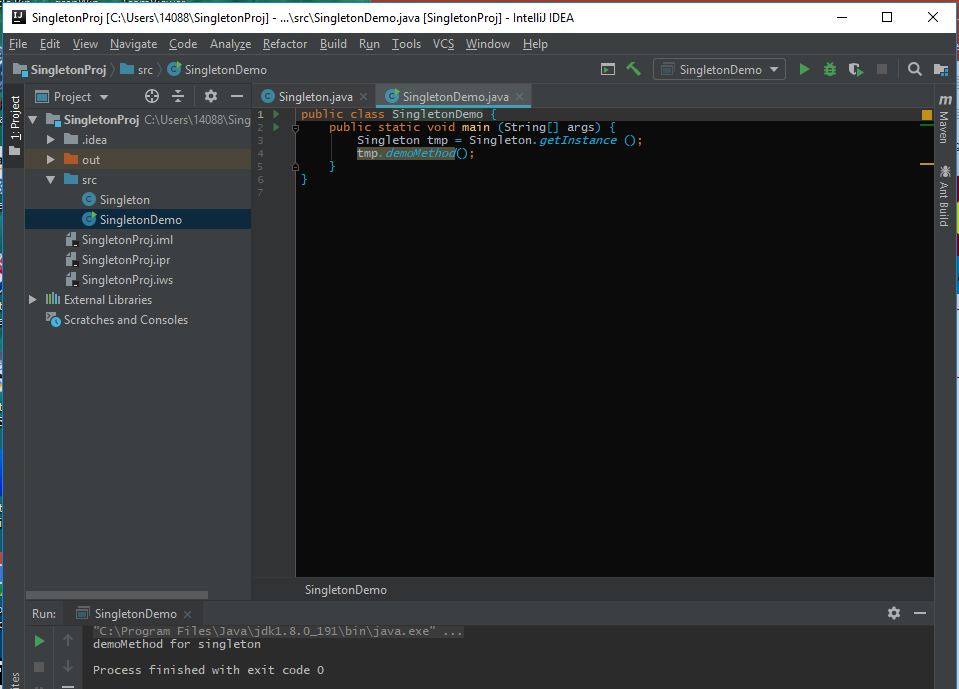 SingletonProj [C:\Users\14088\SingletonProj] - ...\src\SingletonDemo.java [SingletonProj] - IntelliJ IDEA
File Edit View Navigate Code Analyze Refactor Build Run Tools VCS Window Help
SingletonProj src SingletonDemo SingletonDemo
1: Project
Project
SingletonProj C:\Users\14088\Sing
.idea
out
src
Singleton
SingletonDemo
SingletonProj.iml
SingletonProj.ipr
SingletonProj.iws
External Libraries
Scratches and Consoles
Singleton.java SingletonDemo.java
1 public class SingletonDemo {
2 public static void main (String[] args) {
3 Singleton tmp = Singleton.getInstance ();
4 tmp.demoMethod();
5 }
6 }
7
SingletonDemo
m Maven
Ant Build
Run: SingletonDemo
"C:\Program Files\Java\jdk1.8.0_191\bin\java.exe" ...
demoMethod for singleton
Process finished with exit code 0